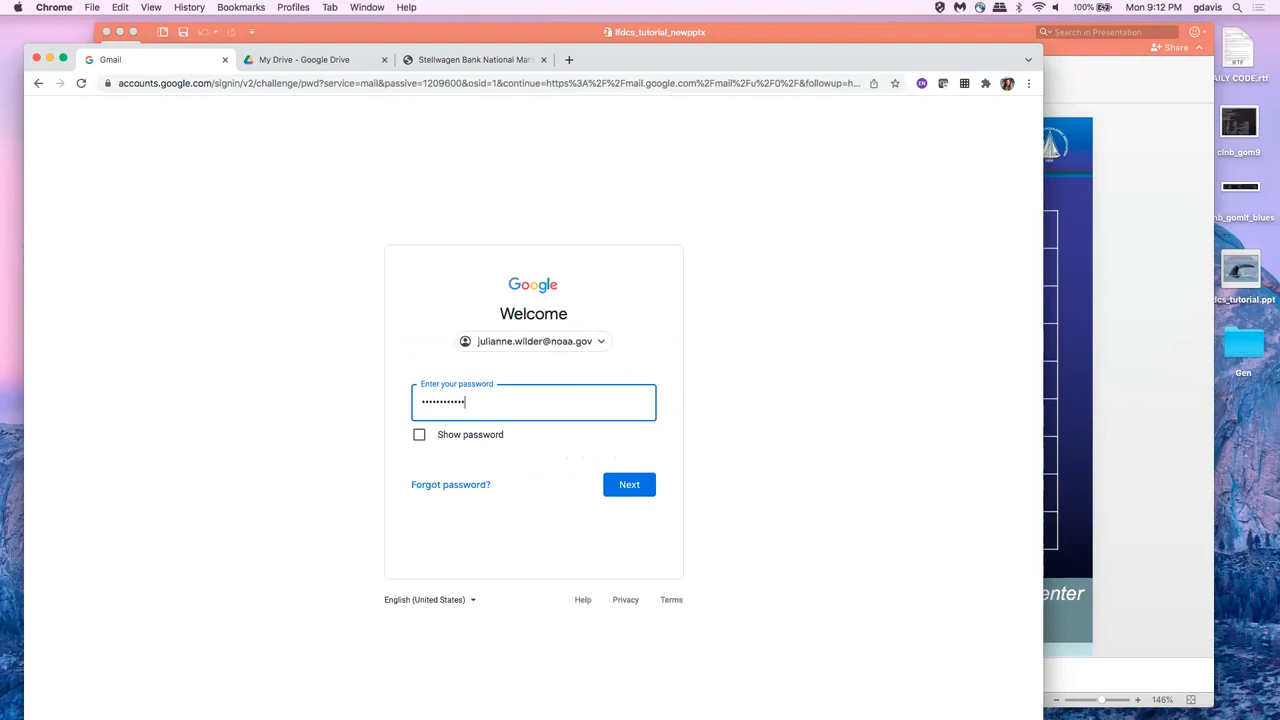 Chrome File Edit View History Bookmarks Profiles Tab Window Help 100% Mon 9:12 PM gdavis
lfdcs_tutorial_newpptx Search in Presentation
Share
Gmail My Drive - Google Drive Stellwagen Bank National Mar
accounts.google.com/signin/v2/challenge/pwd?service=mail&passive=1209600&osid=1&continue=https%3A%2F%2Fmail.google.com%2Fmail%2Fu%2F0%2F&followup=h...
Google
Welcome
julianne.wilder@noaa.gov
Enter your password
••••••••••••
Show password
Forgot password?
Next
English (United States)
Help Privacy Terms
RTF
AILY CODE.rtf
clnb_gom9
nb_gomlf_blues
dcs_tutorial.ppt
Gen
enter
146%